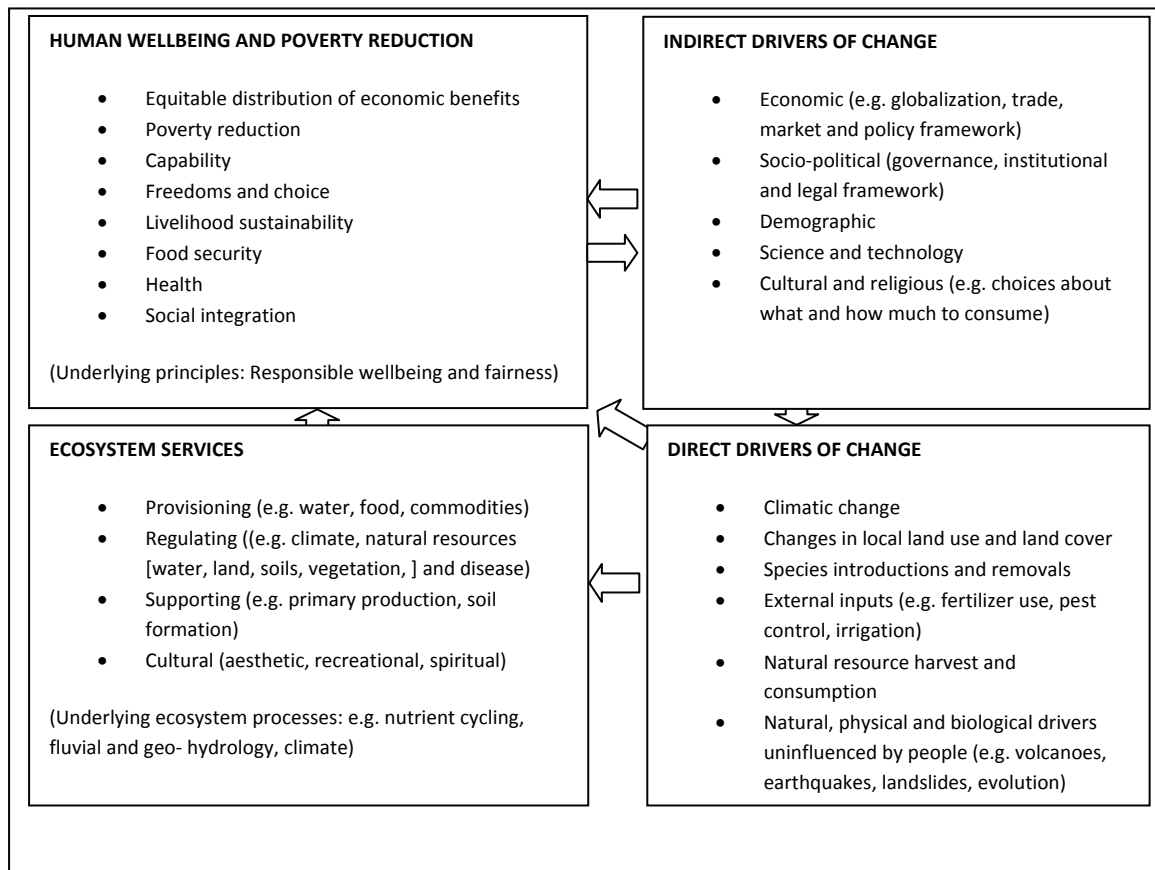 HUMAN WELLBEING AND POVERTY REDUCTION
• Equitable distribution of economic benefits
• Poverty reduction
• Capability
• Freedoms and choice
• Livelihood sustainability
• Food security
• Health
• Social integration
(Underlying principles: Responsible wellbeing and fairness)
INDIRECT DRIVERS OF CHANGE
• Economic (e.g. globalization, trade,
market and policy framework)
• Socio-political (governance, institutional
and legal framework)
• Demographic
• Science and technology
• Cultural and religious (e.g. choices about
what and how much to consume)
ECOSYSTEM SERVICES
• Provisioning (e.g. water, food, commodities)
• Regulating ((e.g. climate, natural resources
[water, land, soils, vegetation, ] and disease)
• Supporting (e.g. primary production, soil
formation)
• Cultural (aesthetic, recreational, spiritual)
(Underlying ecosystem processes: e.g. nutrient cycling,
fluvial and geo- hydrology, climate)
DIRECT DRIVERS OF CHANGE
• Climatic change
• Changes in local land use and land cover
• Species introductions and removals
• External inputs (e.g. fertilizer use, pest
control, irrigation)
• Natural resource harvest and
consumption
• Natural, physical and biological drivers
uninfluenced by people (e.g. volcanoes,
earthquakes, landslides, evolution)